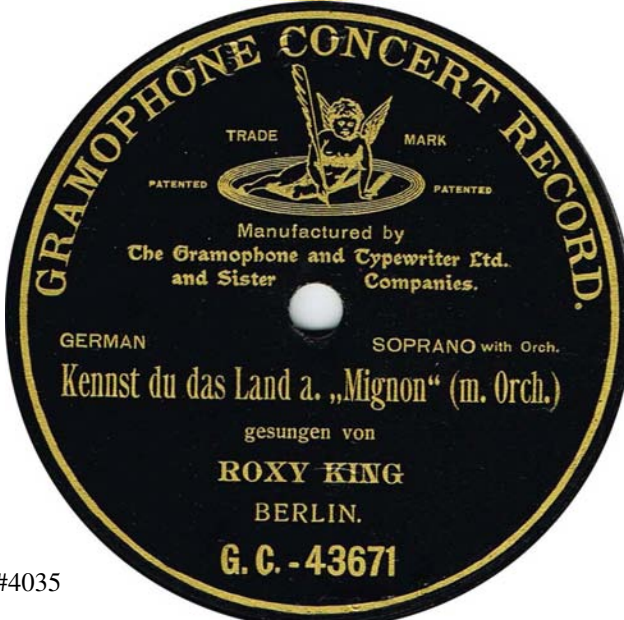 GRAMOPHONE CONCERT RECORD.
TRADE MARK
PATENTED PATENTED
Manufactured by
The Gramophone and Typewriter Ltd.
and Sister Companies.
GERMAN SOPRANO with Orch.
Kennst du das Land a. „Mignon“ (m. Orch.)
gesungen von
ROXY KING
BERLIN.
G. C. - 43671
#4035